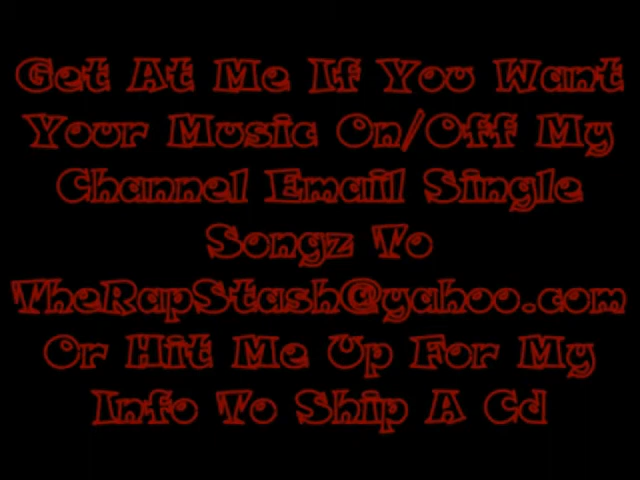 Get At Me If You Want
Your Music On/Off My
Channel Email Single
Songz To
TheRapStash@yahoo.com
Or Hit Me Up For My
Info To Ship A Cd